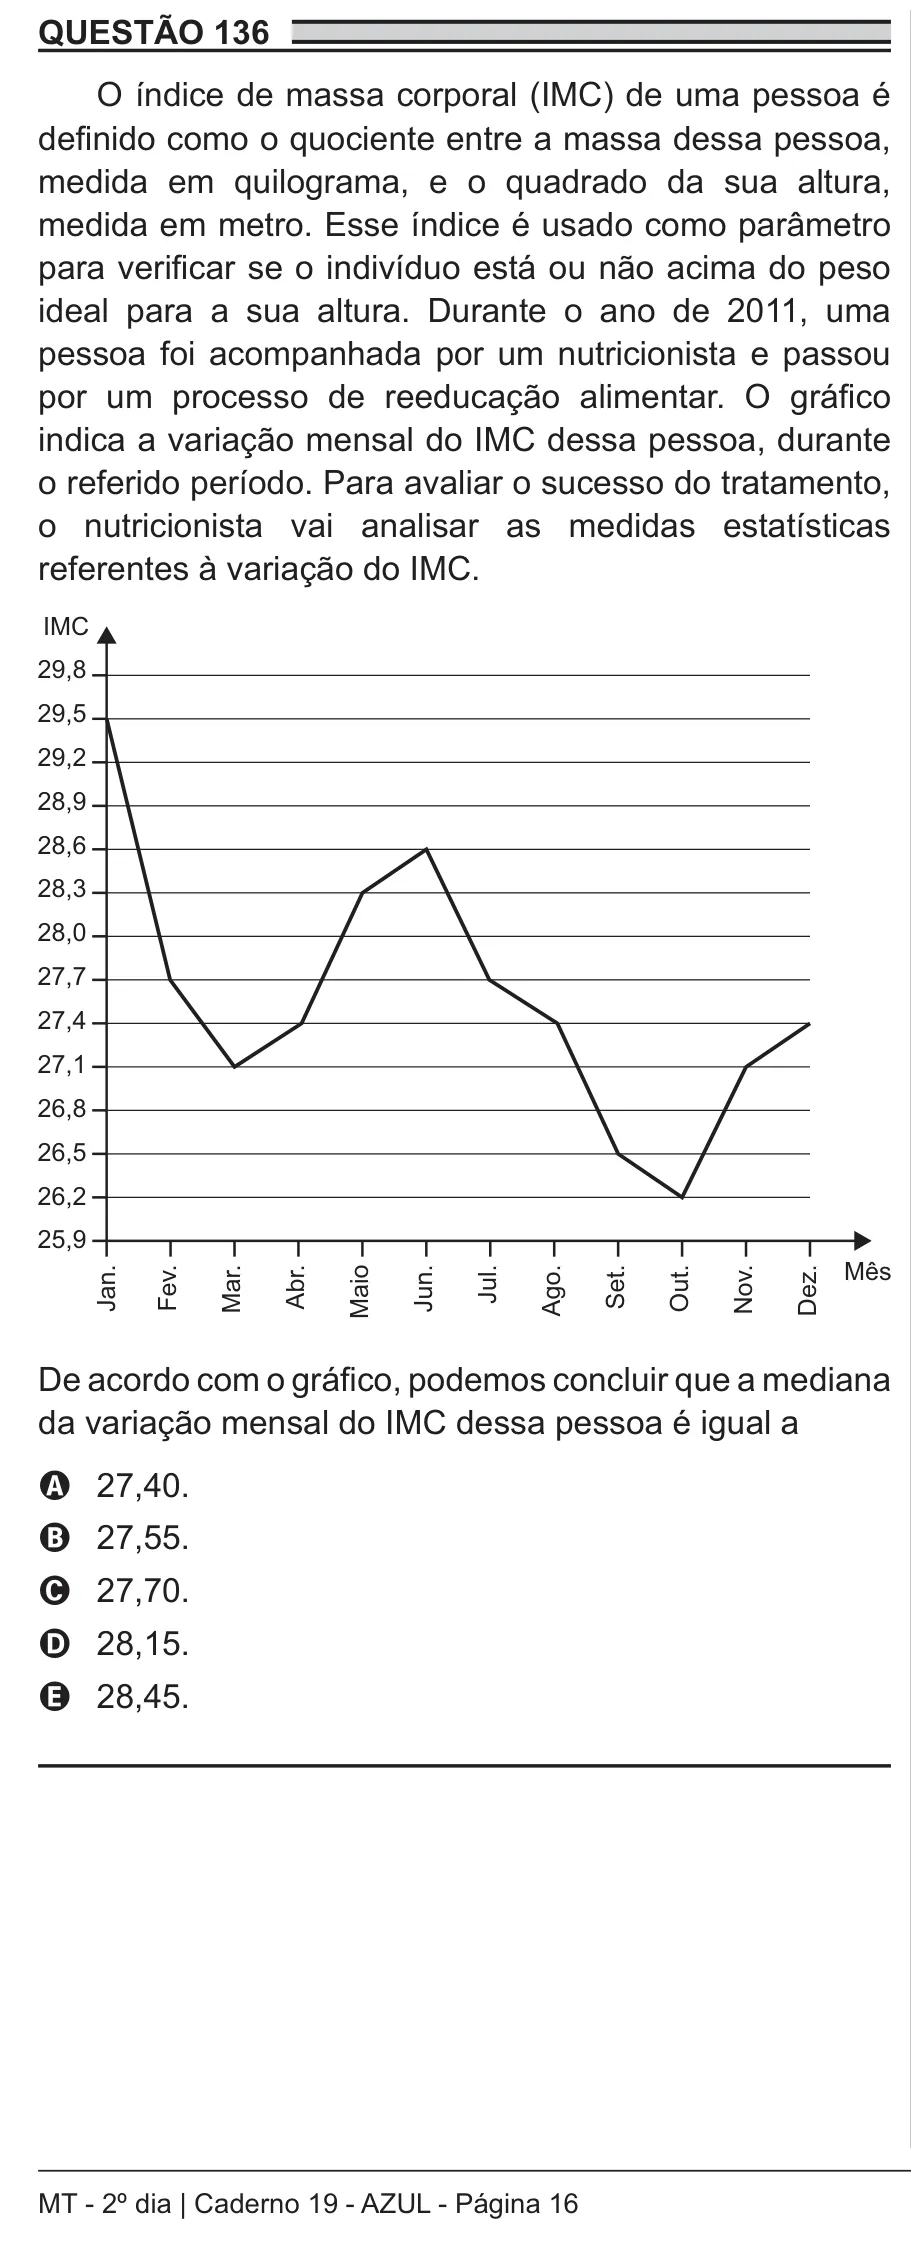 QUESTÃO 136
O índice de massa corporal (IMC) de uma pessoa é
definido como o quociente entre a massa dessa pessoa,
medida em quilograma, e o quadrado da sua altura,
medida em metro. Esse índice é usado como parâmetro
para verificar se o indivíduo está ou não acima do peso
ideal para a sua altura. Durante o ano de 2011, uma
pessoa foi acompanhada por um nutricionista e passou
por um processo de reeducação alimentar. O gráfico
indica a variação mensal do IMC dessa pessoa, durante
o referido período. Para avaliar o sucesso do tratamento,
o nutricionista vai analisar as medidas estatísticas
referentes à variação do IMC.
IMC
29,8
29,5
29,2
28,9
28,6
28,3
28,0
27,7
27,4
27,1
26,8
26,5
26,2
25,9
Jan. Fev. Mar. Abr. Maio Jun. Jul. Ago. Set. Out. Nov. Dez. Mês
De acordo com o gráfico, podemos concluir que a mediana
da variação mensal do IMC dessa pessoa é igual a
A 27,40.
B 27,55.
C 27,70.
D 28,15.
E 28,45.
MT - 2º dia | Caderno 19 - AZUL - Página 16